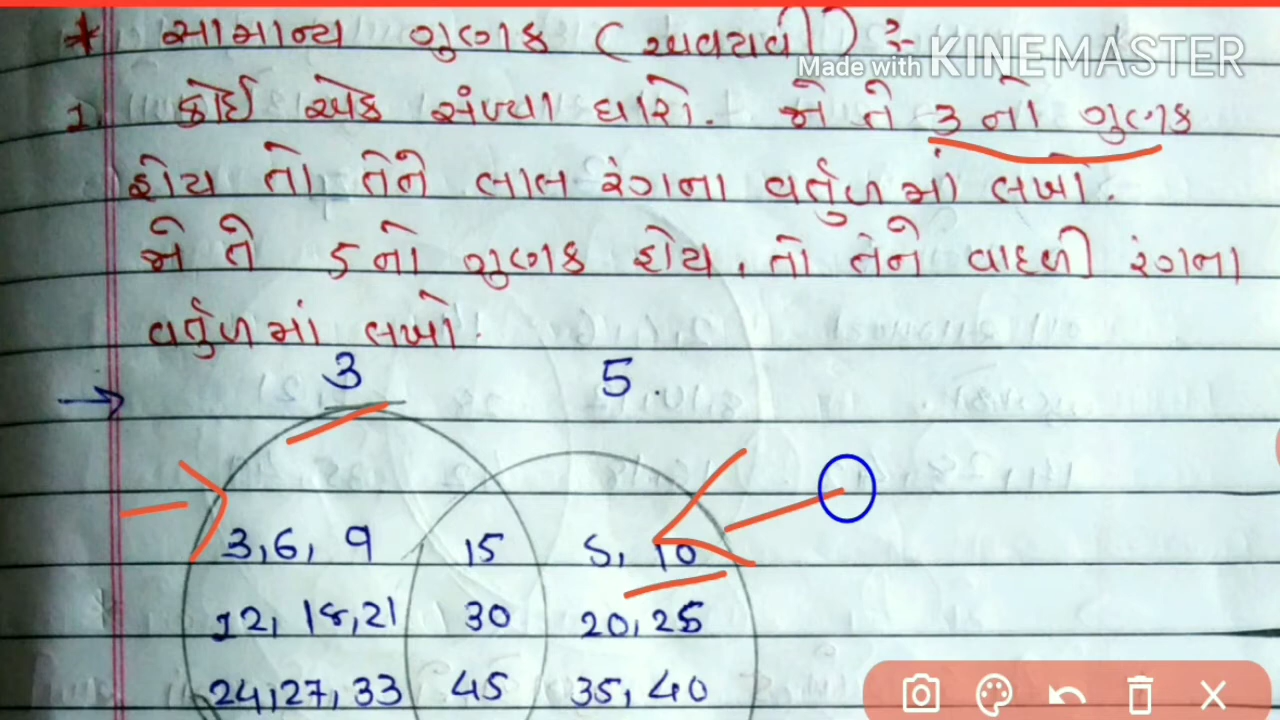 * સામાન્ય ગુણક (અવયવી) :-
Made with KINEMASTER
1. કોઈ એક સંખ્યા ધારો. જો તે 3 નો ગુણક
હોય તો તેને લાલ રંગના વર્તુળમાં લખો.
જો તે 5 નો ગુણક હોય, તો તેને વાદળી રંગના
વર્તુળમાં લખો.
→ 3 5
3, 6, 9 15 5, 10
12, 18, 21 30 20, 25
24, 27, 33 45 35, 40